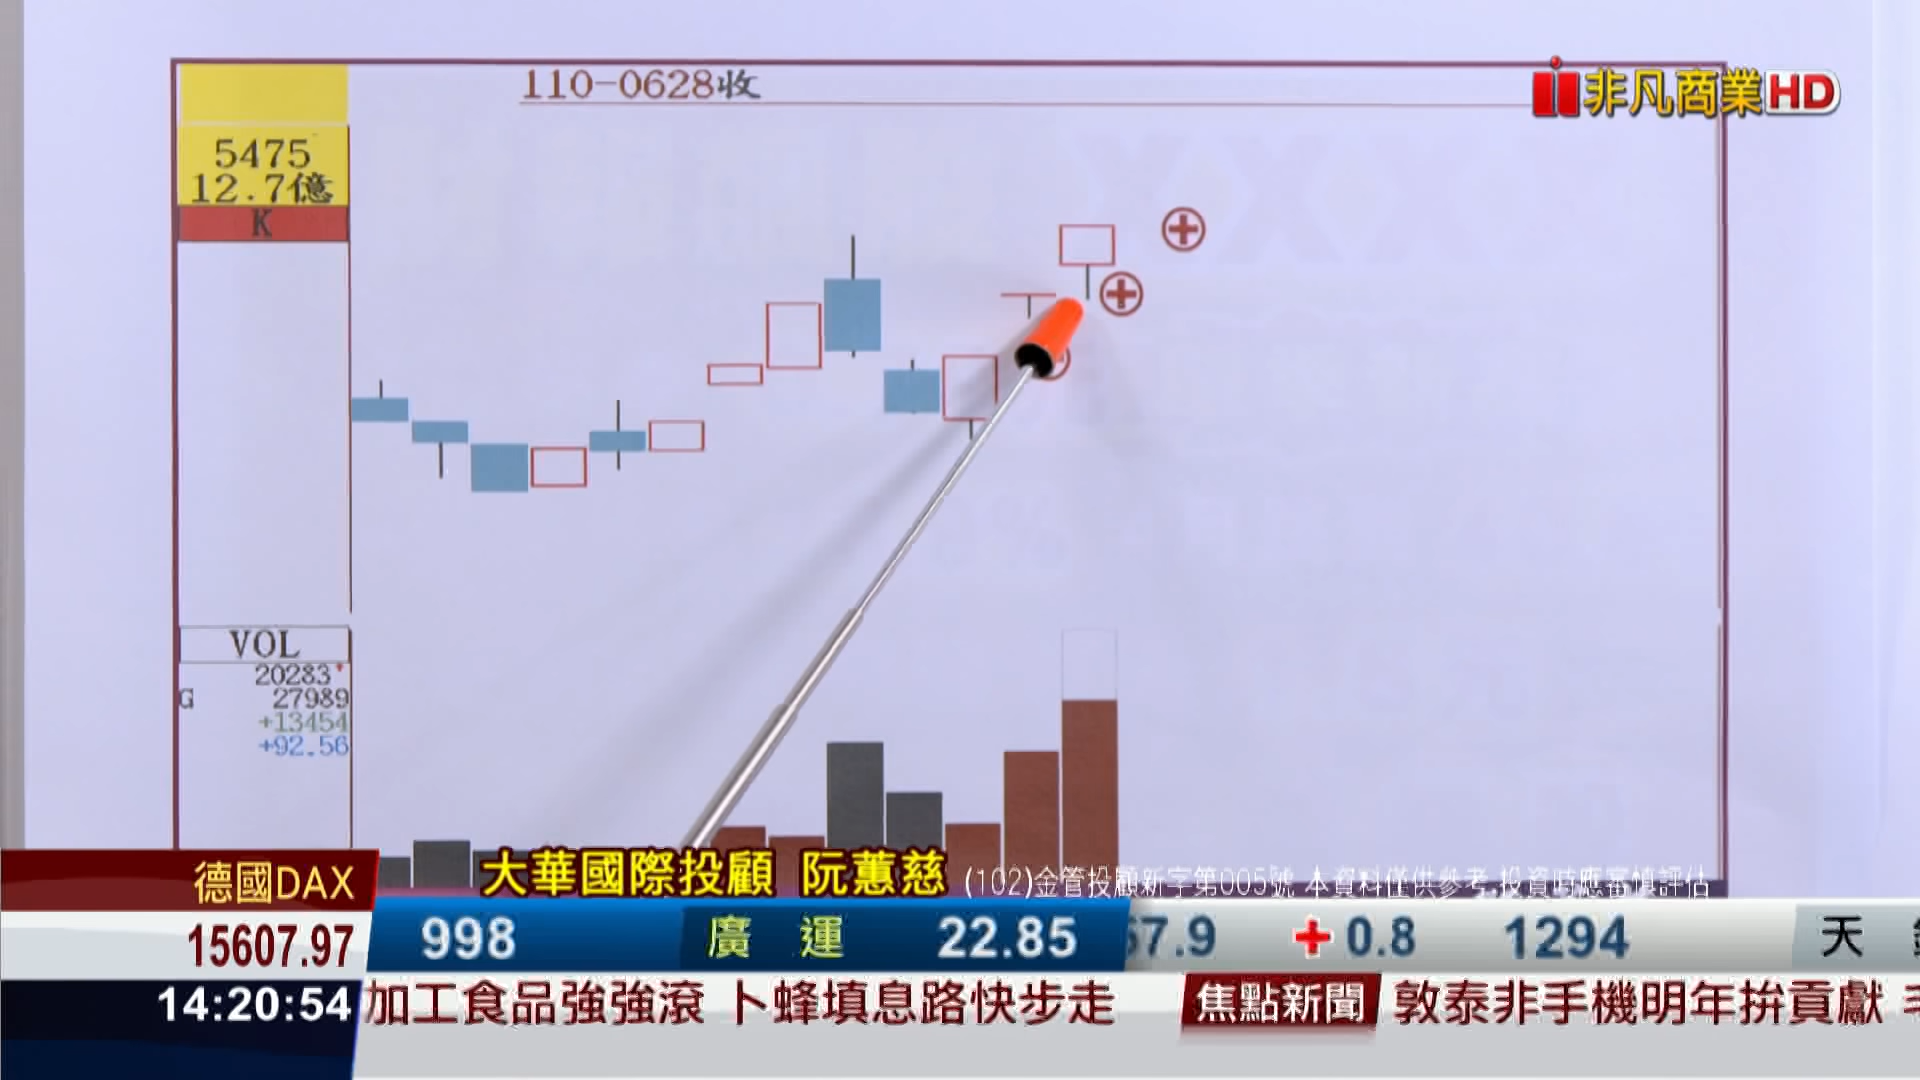 110-0628收
非凡商業HD
5475
12.7億
K
VOL
20283
G 27989
+13454
+92.56
德國DAX
大華國際投顧 阮蕙慈
(102)金管投顧新字第005號 本資料僅供參考,投資時應審慎評估
15607.97
998 廣運 22.85 57.9 +0.8 1294 天
14:20:54
加工食品強強滾 卜蜂填息路快步走 焦點新聞 敦泰非手機明年拚貢獻